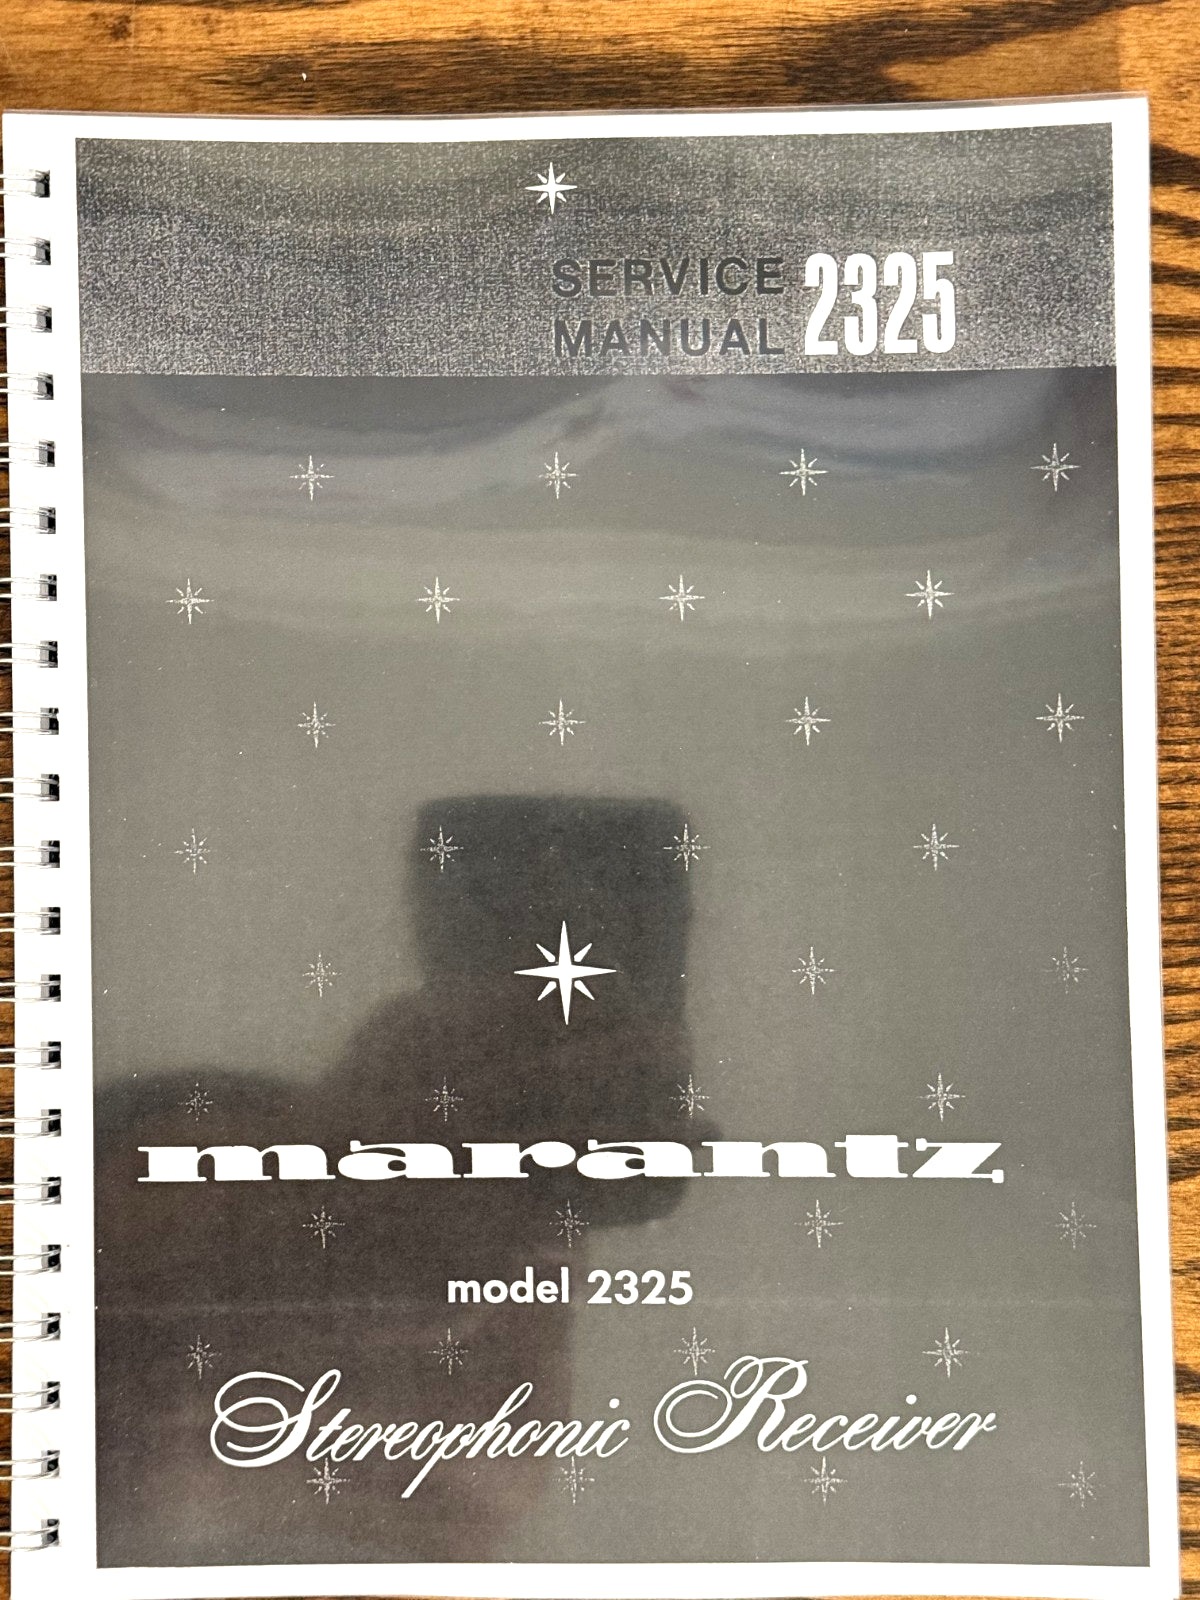 SERVICE
MANUAL 2325
marantz
model 2325
Stereophonic Receiver